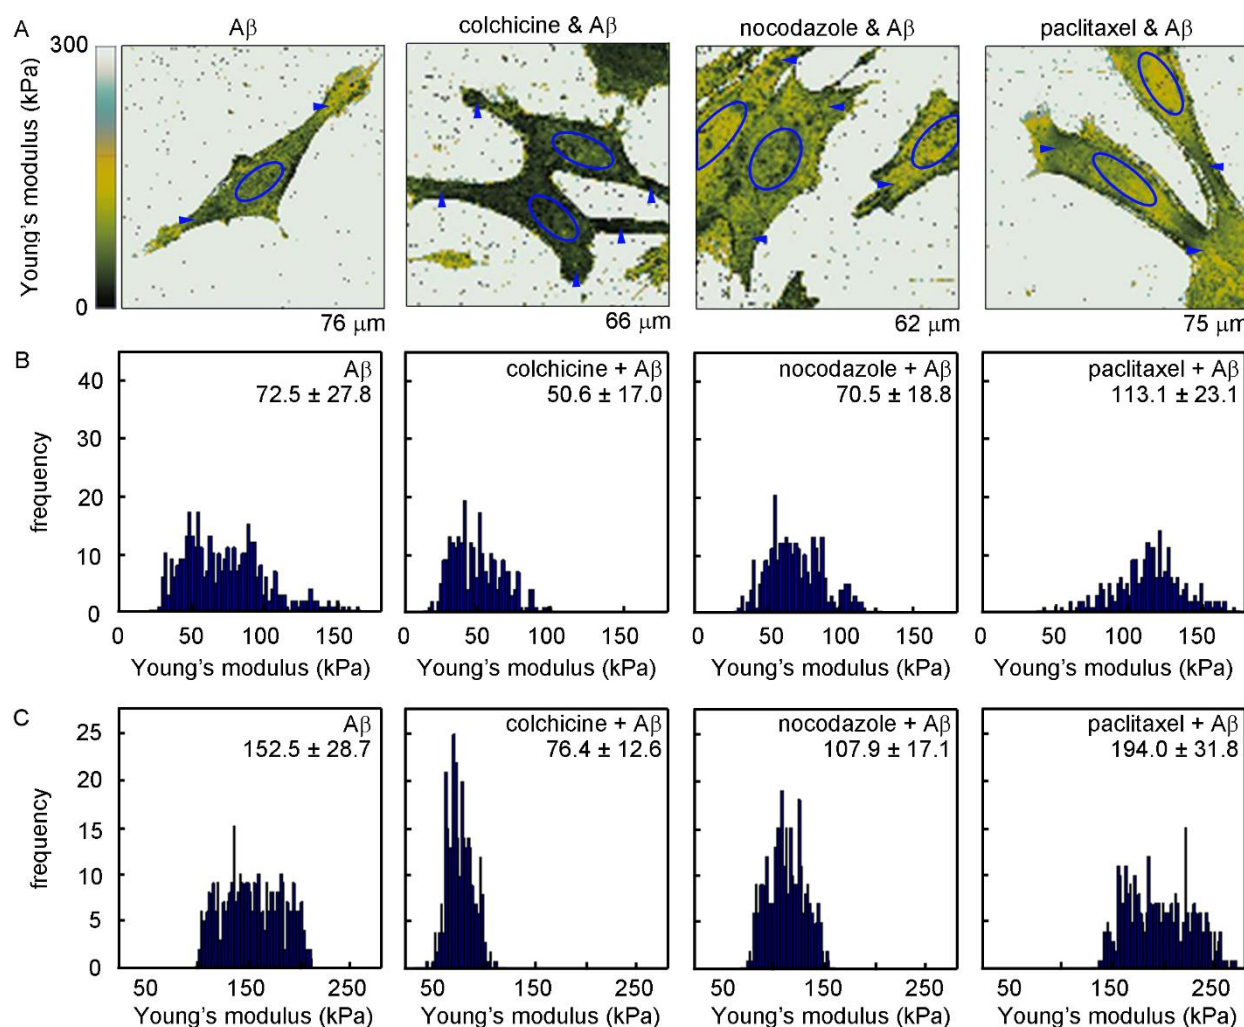 A
Aβ
colchicine & Aβ
nocodazole & Aβ
paclitaxel & Aβ
300
Young's modulus (kPa)
0
76 μm
66 μm
62 μm
75 μm
B
frequency
40
30
20
10
0
Aβ
72.5 ± 27.8
0 50 100 150
Young's modulus (kPa)
colchicine + Aβ
50.6 ± 17.0
0 50 100 150
Young's modulus (kPa)
nocodazole + Aβ
70.5 ± 18.8
0 50 100 150
Young's modulus (kPa)
paclitaxel + Aβ
113.1 ± 23.1
0 50 100 150
Young's modulus (kPa)
C
frequency
25
20
15
10
5
0
Aβ
152.5 ± 28.7
50 150 250
Young's modulus (kPa)
colchicine + Aβ
76.4 ± 12.6
50 150 250
Young's modulus (kPa)
nocodazole + Aβ
107.9 ± 17.1
50 150 250
Young's modulus (kPa)
paclitaxel + Aβ
194.0 ± 31.8
50 150 250
Young's modulus (kPa)